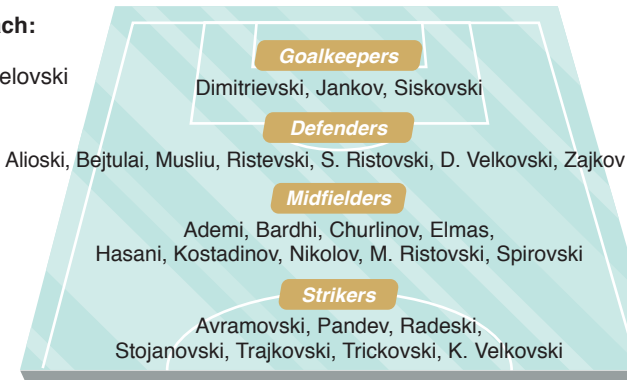 ach:
elovski
Goalkeepers
Dimitrievski, Jankov, Siskovski
Defenders
Alioski, Bejtulai, Musliu, Ristevski, S. Ristovski, D. Velkovski, Zajkov
Midfielders
Ademi, Bardhi, Churlinov, Elmas,
Hasani, Kostadinov, Nikolov, M. Ristovski, Spirovski
Strikers
Avramovski, Pandev, Radeski,
Stojanovski, Trajkovski, Trickovski, K. Velkovski